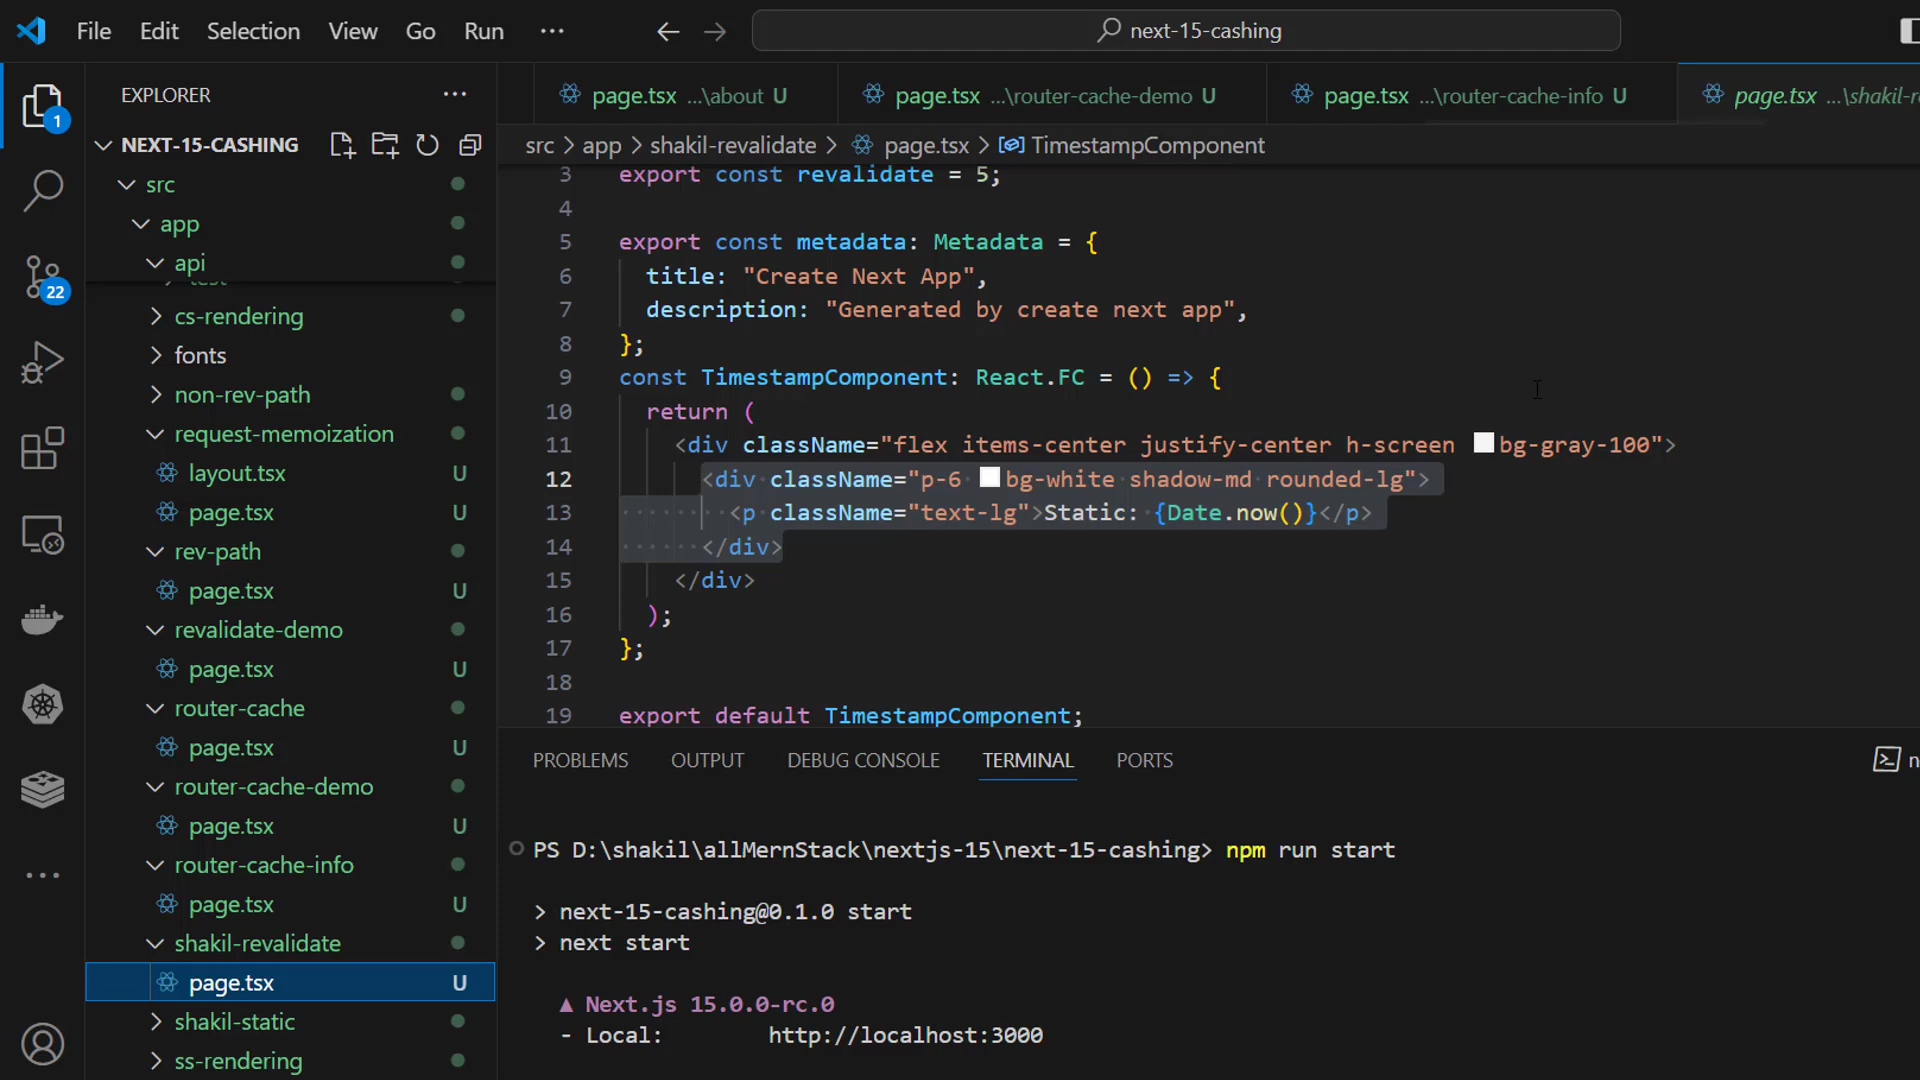 File Edit Selection View Go Run ··· next-15-cashing
EXPLORER
NEXT-15-CASHING
src
app
api
cs-rendering
fonts
non-rev-path
request-memoization
layout.tsx U
page.tsx U
rev-path
page.tsx U
revalidate-demo
page.tsx U
router-cache
page.tsx U
router-cache-demo
page.tsx U
router-cache-info
page.tsx U
shakil-revalidate
page.tsx U
shakil-static
ss-rendering
1
22
page.tsx ...\about U page.tsx ...\router-cache-demo U page.tsx ...\router-cache-info U page.tsx ...\shakil-re
src > app > shakil-revalidate > page.tsx > TimestampComponent
3 export const revalidate = 5;
4
5 export const metadata: Metadata = {
6 title: "Create Next App",
7 description: "Generated by create next app",
8 };
9 const TimestampComponent: React.FC = () => {
10 return (
11 <div className="flex items-center justify-center h-screen bg-gray-100">
12 <div className="p-6 bg-white shadow-md rounded-lg">
13 <p className="text-lg">Static: {Date.now()}</p>
14 </div>
15 </div>
16 );
17 };
18
19 export default TimestampComponent;
PROBLEMS OUTPUT DEBUG CONSOLE TERMINAL PORTS n
PS D:\shakil\allMernStack\nextjs-15\next-15-cashing> npm run start
> next-15-cashing@0.1.0 start
> next start
▲ Next.js 15.0.0-rc.0
- Local: http://localhost:3000